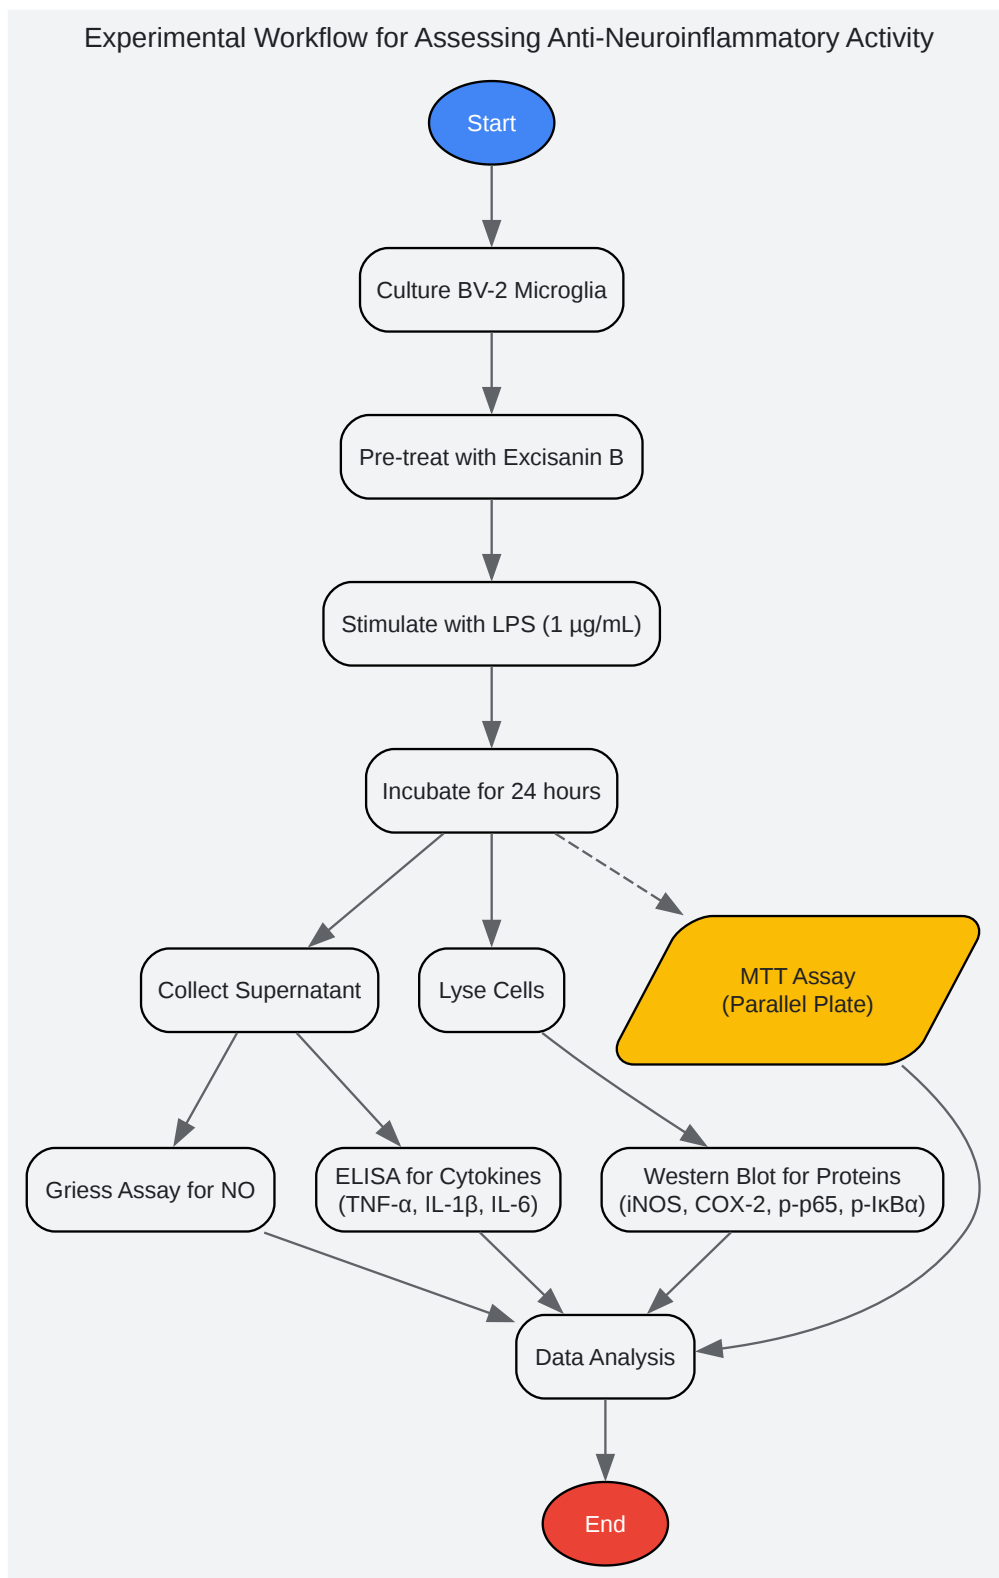 Experimental Workflow for Assessing Anti-Neuroinflammatory Activity
Start
Culture BV-2 Microglia
Pre-treat with Excisanin B
Stimulate with LPS (1 µg/mL)
Incubate for 24 hours
Collect Supernatant
Lyse Cells
MTT Assay
(Parallel Plate)
Griess Assay for NO
ELISA for Cytokines
(TNF-α, IL-1β, IL-6)
Western Blot for Proteins
(iNOS, COX-2, p-p65, p-IκBα)
Data Analysis
End